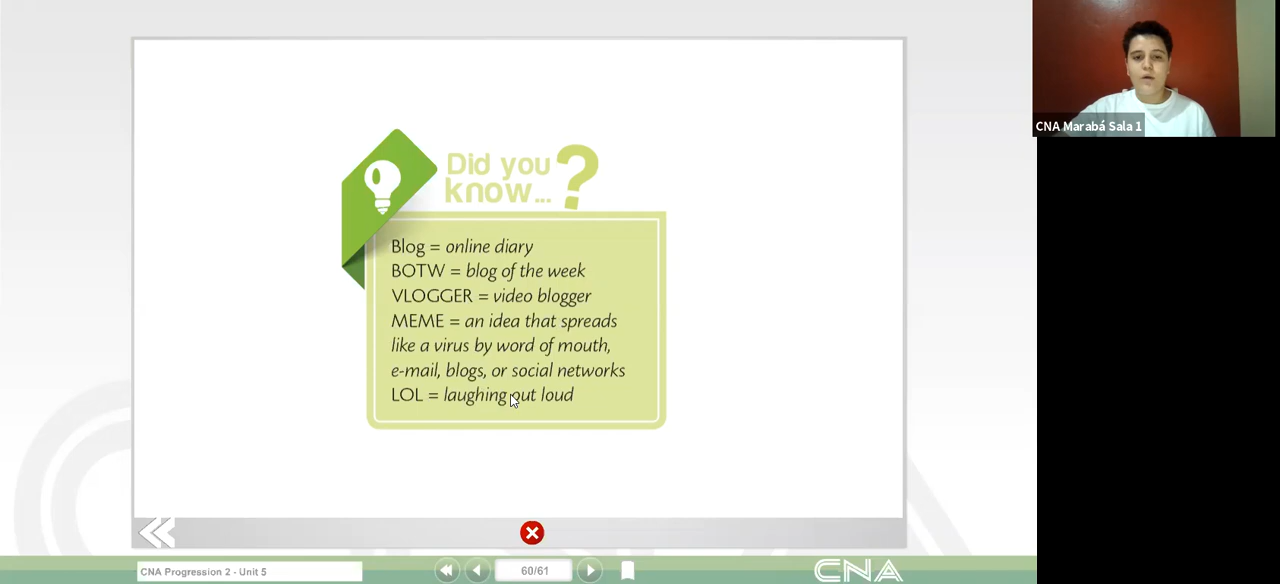 Did you
know...?
Blog = online diary
BOTW = blog of the week
VLOGGER = video blogger
MEME = an idea that spreads
like a virus by word of mouth,
e-mail, blogs, or social networks
LOL = laughing out loud
CNA Marabá Sala 1
CNA Progression 2 - Unit 5
60/61
CNA